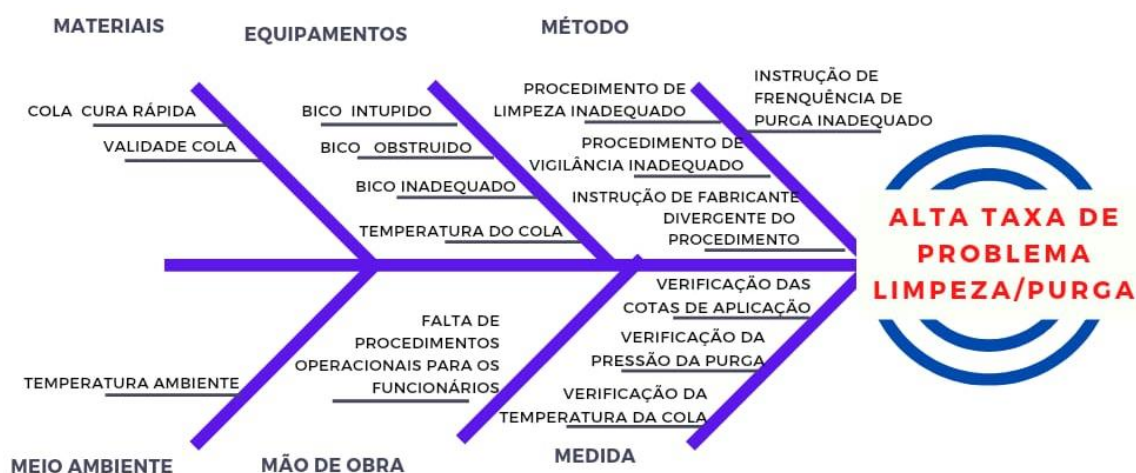 MATERIAIS
COLA CURA RÁPIDA
VALIDADE COLA
EQUIPAMENTOS
BICO INTUPIDO
BICO OBSTRUIDO
BICO INADEQUADO
TEMPERATURA DO COLA
MÉTODO
PROCEDIMENTO DE
LIMPEZA INADEQUADO
PROCEDIMENTO DE
VIGILÂNCIA INADEQUADO
INSTRUÇÃO DE FABRICANTE
DIVERGENTE DO
PROCEDIMENTO
INSTRUÇÃO DE
FRENQUÊNCIA DE
PURGA INADEQUADO
ALTA TAXA DE
PROBLEMA
LIMPEZA/PURGA
TEMPERATURA AMBIENTE
MEIO AMBIENTE
FALTA DE
PROCEDIMENTOS
OPERACIONAIS PARA OS
FUNCIONÁRIOS
MÃO DE OBRA
VERIFICAÇÃO DAS
COTAS DE APLICAÇÃO
VERIFICAÇÃO DA
PRESSÃO DA PURGA
VERIFICAÇÃO DA
TEMPERATURA DA COLA
MEDIDA